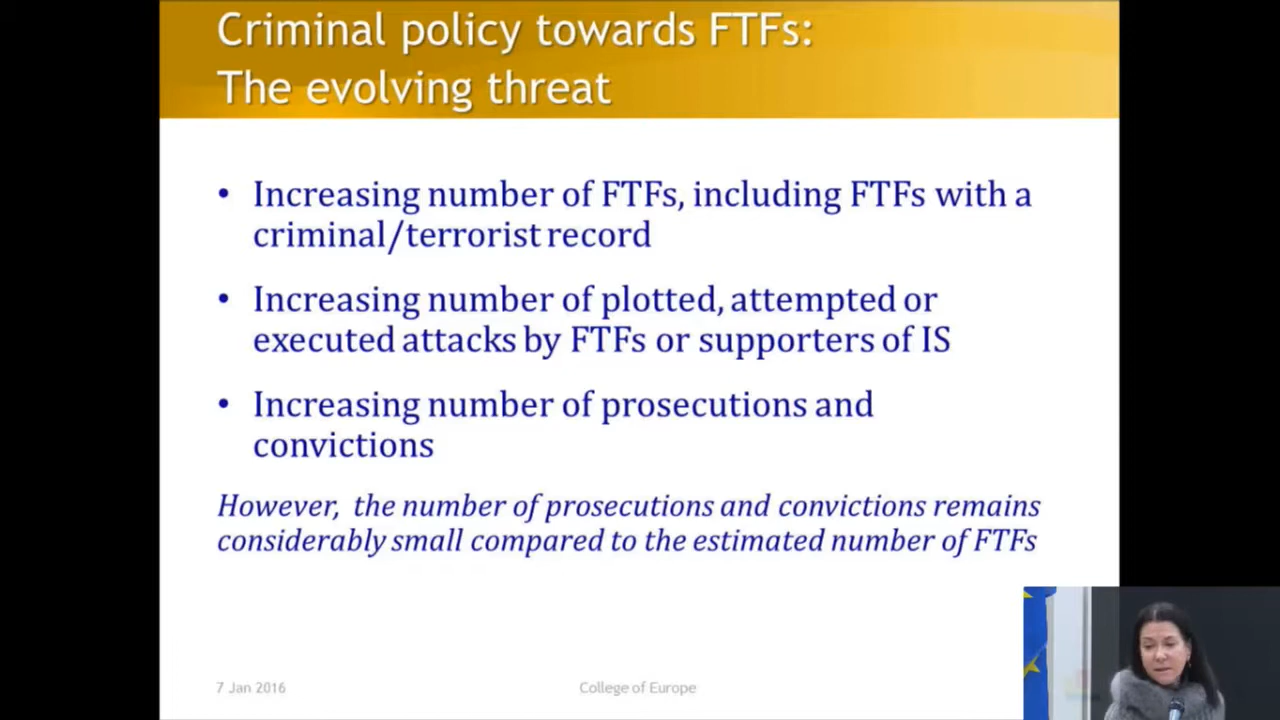 Criminal policy towards FTFs:
The evolving threat
• Increasing number of FTFs, including FTFs with a
criminal/terrorist record
• Increasing number of plotted, attempted or
executed attacks by FTFs or supporters of IS
• Increasing number of prosecutions and
convictions
However, the number of prosecutions and convictions remains
considerably small compared to the estimated number of FTFs
7 Jan 2016
College of Europe